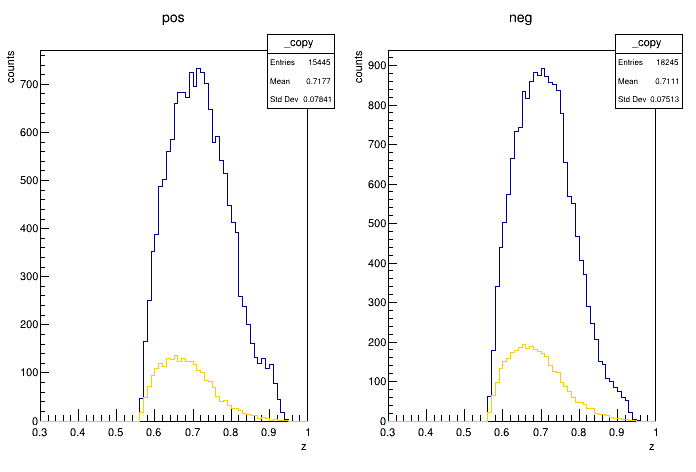 pos
counts
_copy
Entries 15445
Mean 0.7177
Std Dev 0.07841
700
600
500
400
300
200
100
0
0.3 0.4 0.5 0.6 0.7 0.8 0.9 1
z
neg
counts
_copy
Entries 18245
Mean 0.7111
Std Dev 0.07513
900
800
700
600
500
400
300
200
100
0
0.3 0.4 0.5 0.6 0.7 0.8 0.9 1
z